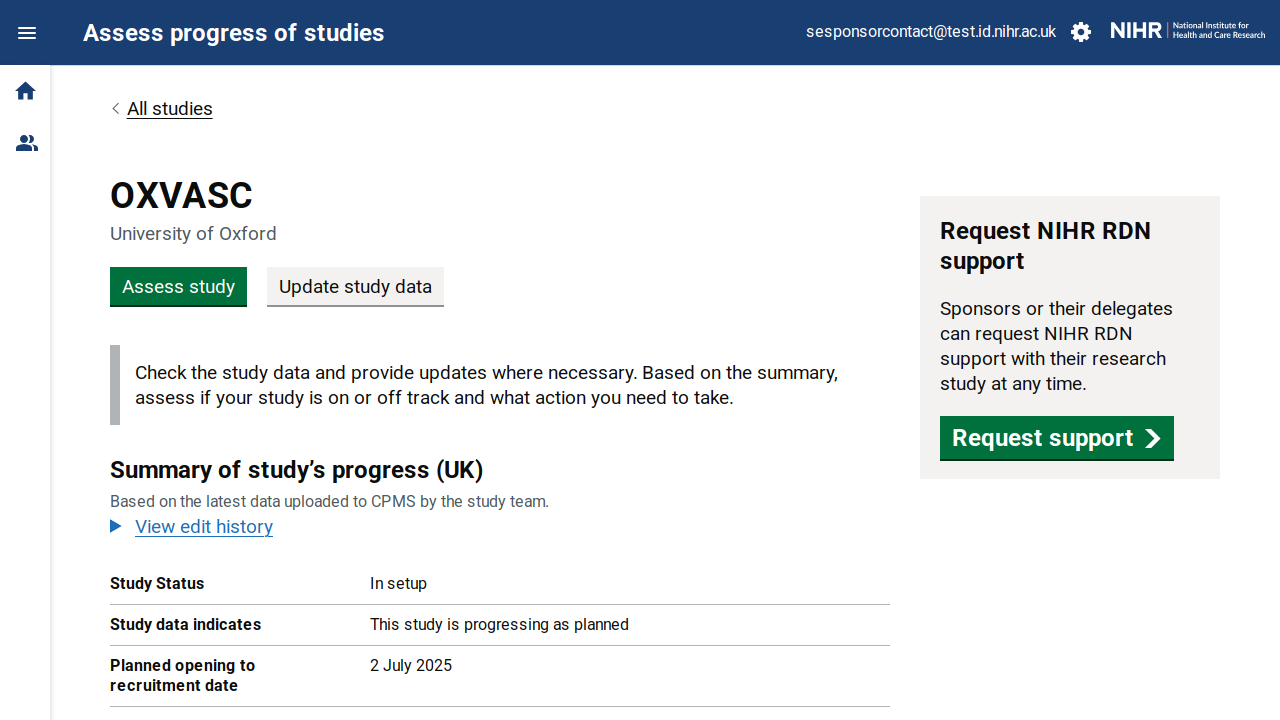 Assess progress of studies
sesponsorcontact@test.id.nihr.ac.uk
NIHR
National Institute for
Health and Care Research
All studies
OXVASC
University of Oxford
Assess study
Update study data
Check the study data and provide updates where necessary. Based on the summary,
assess if your study is on or off track and what action you need to take.
Summary of study’s progress (UK)
Based on the latest data uploaded to CPMS by the study team.
View edit history
Study Status In setup
Study data indicates This study is progressing as planned
Planned opening to 2 July 2025
recruitment date
Request NIHR RDN
support
Sponsors or their delegates
can request NIHR RDN
support with their research
study at any time.
Request support